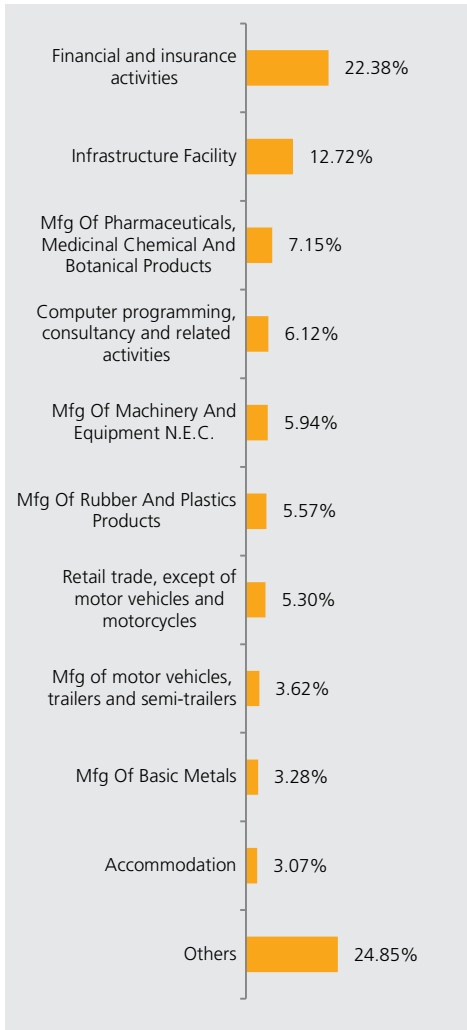 Financial and insurance
activities
22.38%
Infrastructure Facility
12.72%
Mfg Of Pharmaceuticals,
Medicinal Chemical And
Botanical Products
7.15%
Computer programming,
consultancy and related
activities
6.12%
Mfg Of Machinery And
Equipment N.E.C.
5.94%
Mfg Of Rubber And Plastics
Products
5.57%
Retail trade, except of
motor vehicles and
motorcycles
5.30%
Mfg of motor vehicles,
trailers and semi-trailers
3.62%
Mfg Of Basic Metals
3.28%
Accommodation
3.07%
Others
24.85%